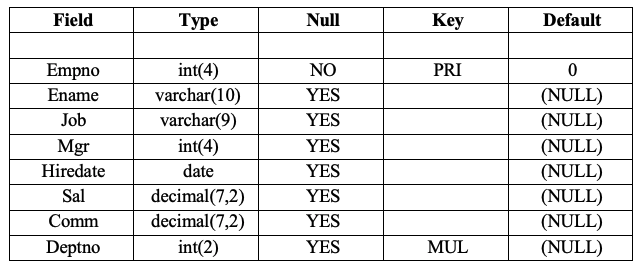 Field Type Null Key Default
Empno int(4) NO PRI 0
Ename varchar(10) YES (NULL)
Job varchar(9) YES (NULL)
Mgr int(4) YES (NULL)
Hiredate date YES (NULL)
Sal decimal(7,2) YES (NULL)
Comm decimal(7,2) YES (NULL)
Deptno int(2) YES MUL (NULL)